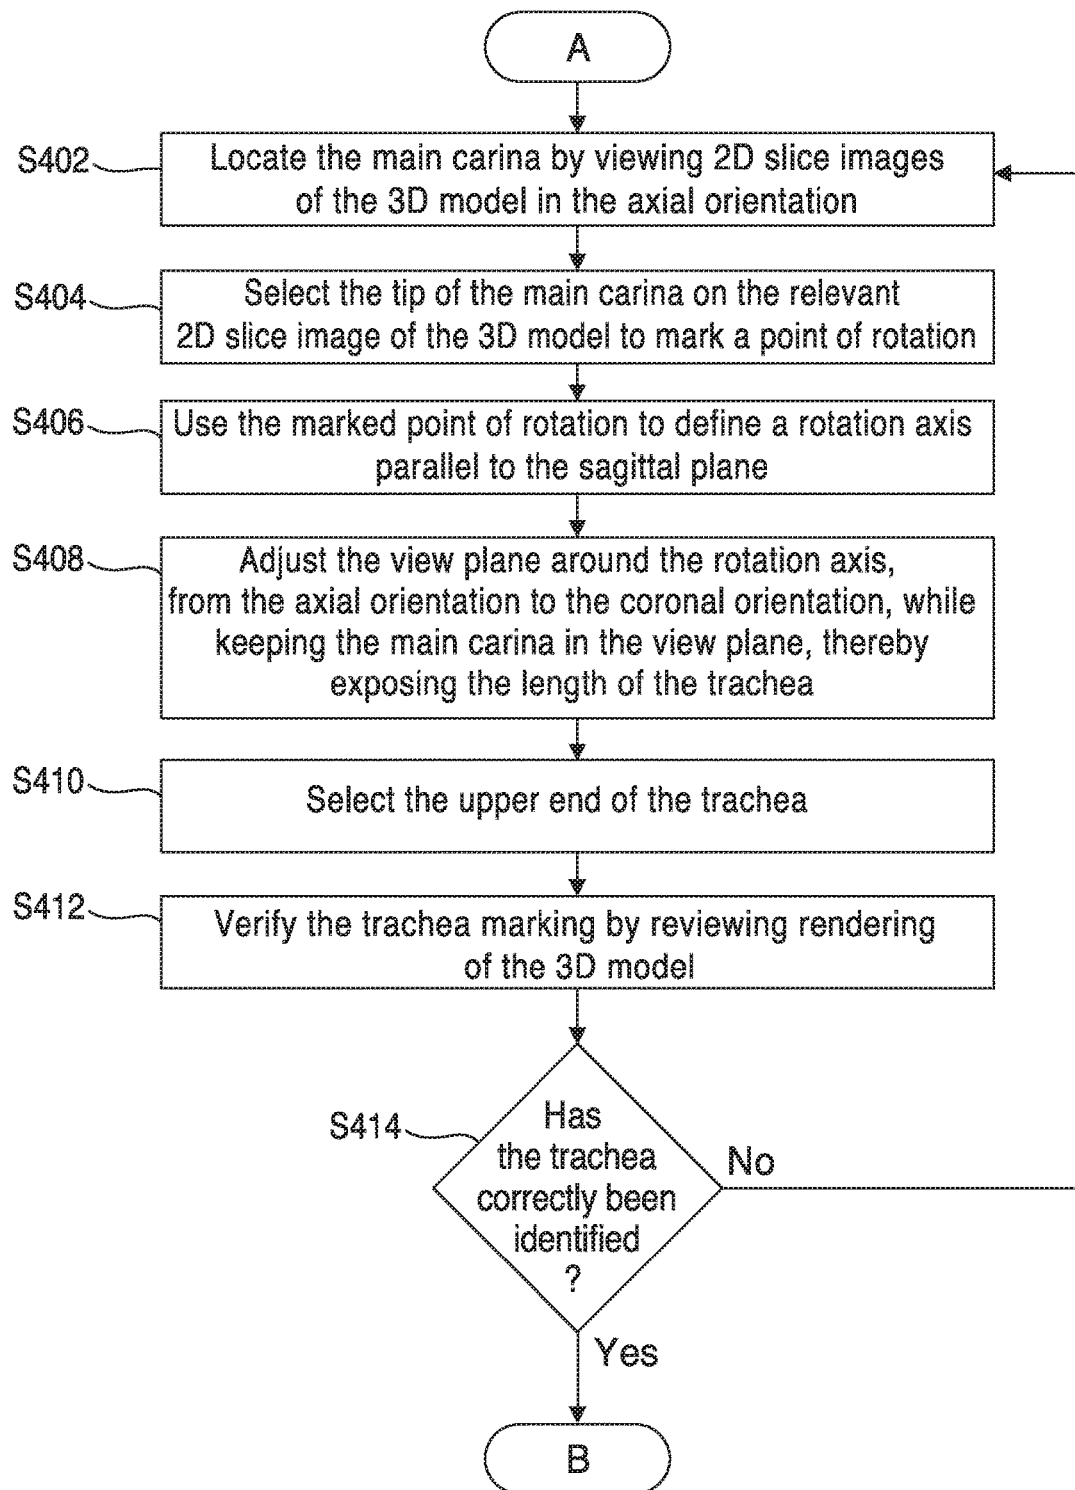 A
S402
Locate the main carina by viewing 2D slice images
of the 3D model in the axial orientation
S404
Select the tip of the main carina on the relevant
2D slice image of the 3D model to mark a point of rotation
S406
Use the marked point of rotation to define a rotation axis
parallel to the sagittal plane
S408
Adjust the view plane around the rotation axis,
from the axial orientation to the coronal orientation, while
keeping the main carina in the view plane, thereby
exposing the length of the trachea
S410
Select the upper end of the trachea
S412
Verify the trachea marking by reviewing rendering
of the 3D model
S414
Has
the trachea
correctly been
identified
?
No
Yes
B